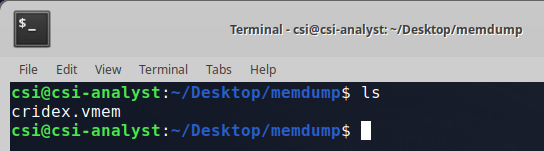 $_
Terminal - csi@csi-analyst: ~/Desktop/memdump
File Edit View Terminal Tabs Help
csi@csi-analyst:~/Desktop/memdump$ ls
cridex.vmem
csi@csi-analyst:~/Desktop/memdump$